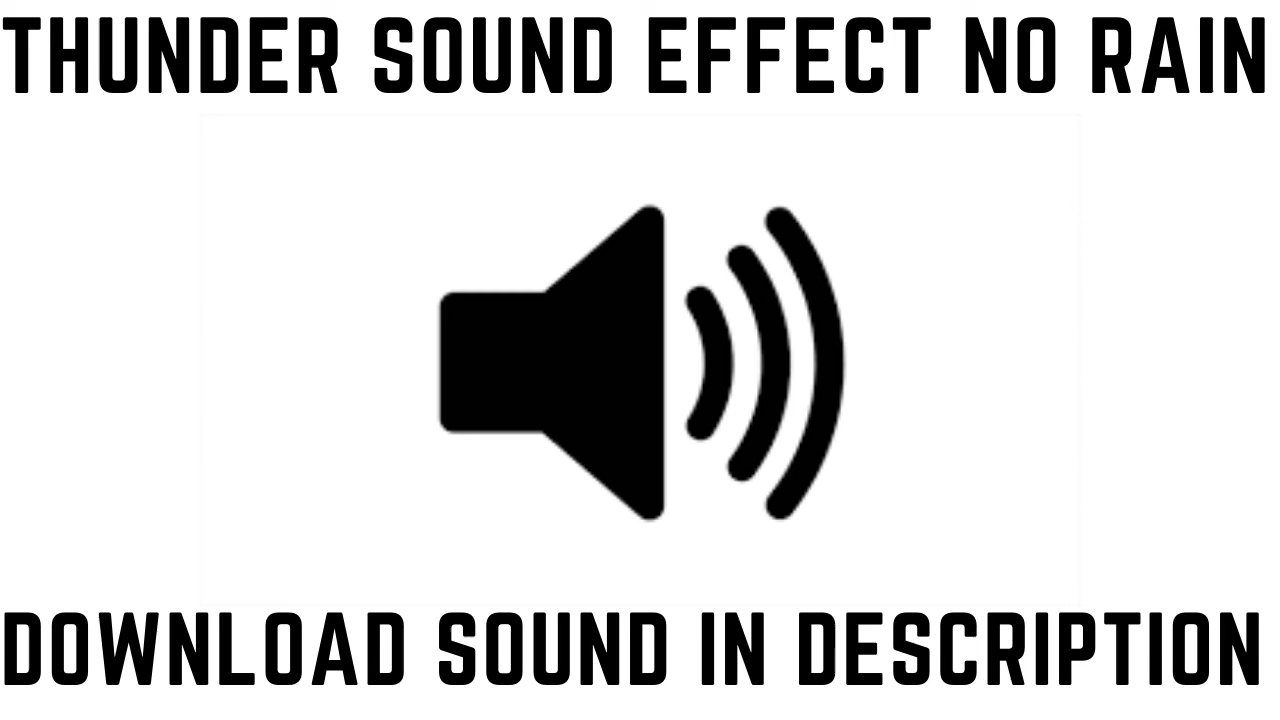 THUNDER SOUND EFFECT NO RAIN
DOWNLOAD SOUND IN DESCRIPTION